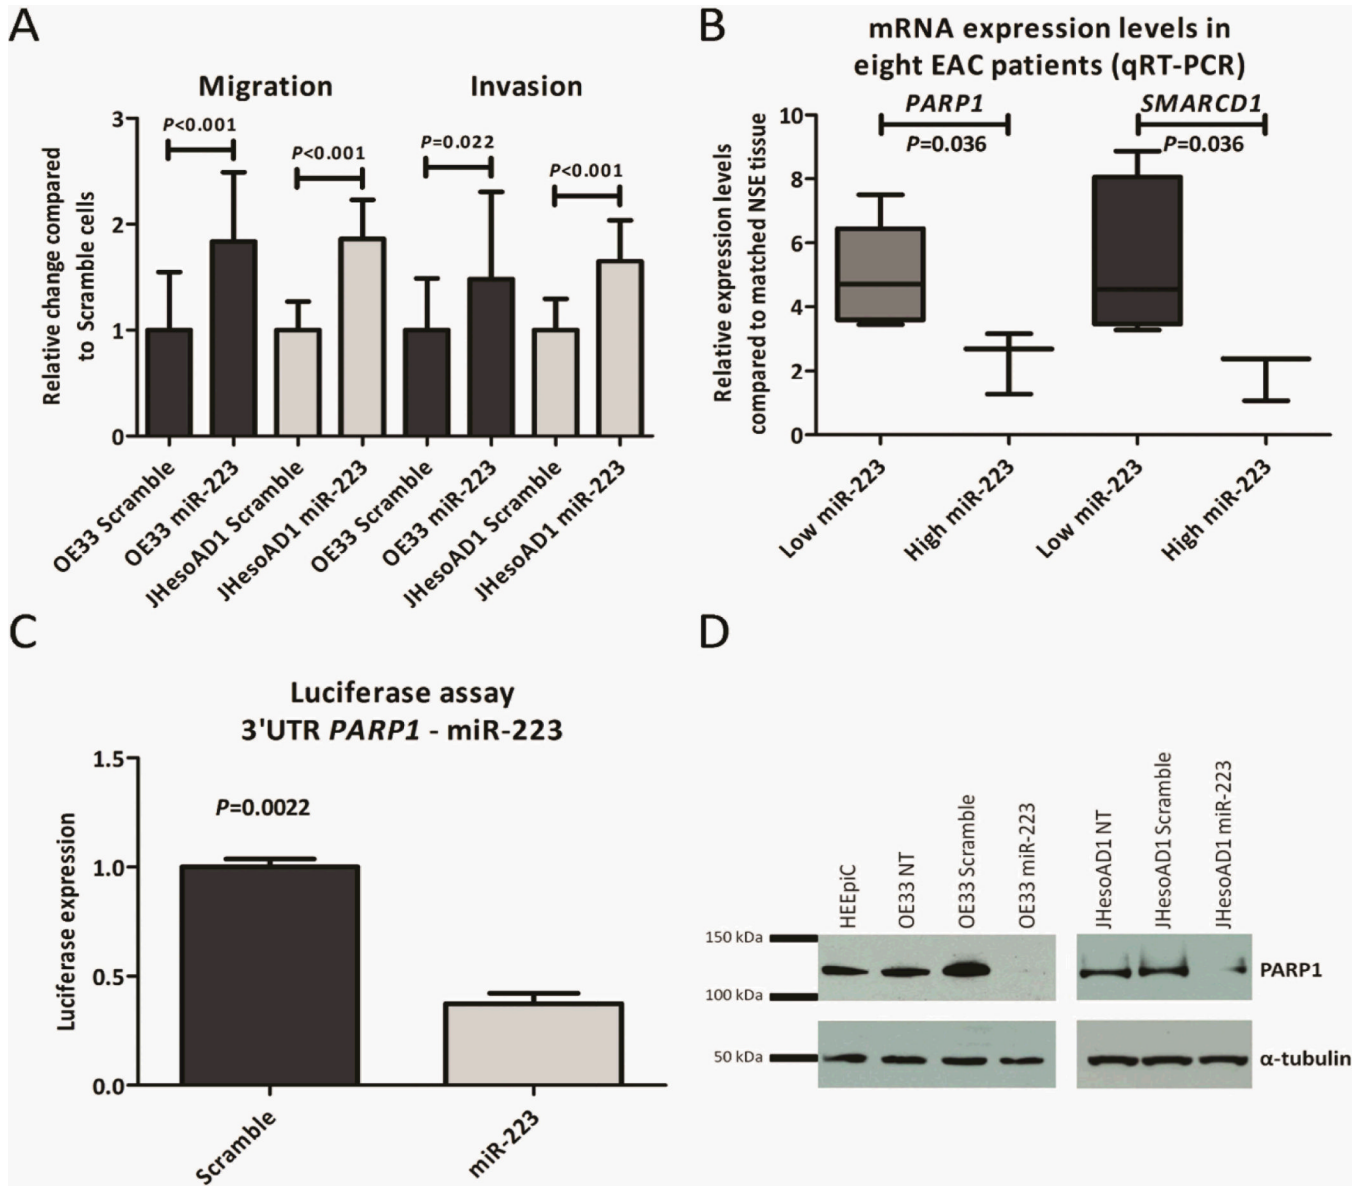 A
Migration
Invasion
P<0.001
P<0.001
P=0.022
P<0.001
Relative change compared
to Scramble cells
3
2
1
0
OE33 Scramble
OE33 miR-223
JHesoAD1 Scramble
JHesoAD1 miR-223
OE33 Scramble
OE33 miR-223
JHesoAD1 Scramble
JHesoAD1 miR-223
B
mRNA expression levels in
eight EAC patients (qRT-PCR)
PARP1
SMARCD1
P=0.036
P=0.036
Relative expression levels
compared to matched NSE tissue
10
8
6
4
2
0
Low miR-223
High miR-223
Low miR-223
High miR-223
C
Luciferase assay
3'UTR PARP1 - miR-223
P=0.0022
Luciferase expression
1.5
1.0
0.5
0.0
Scramble
miR-223
D
HEEpiC
OE33 NT
OE33 Scramble
OE33 miR-223
JHesoAD1 NT
JHesoAD1 Scramble
JHesoAD1 miR-223
150 kDa
PARP1
100 kDa
50 kDa
α-tubulin